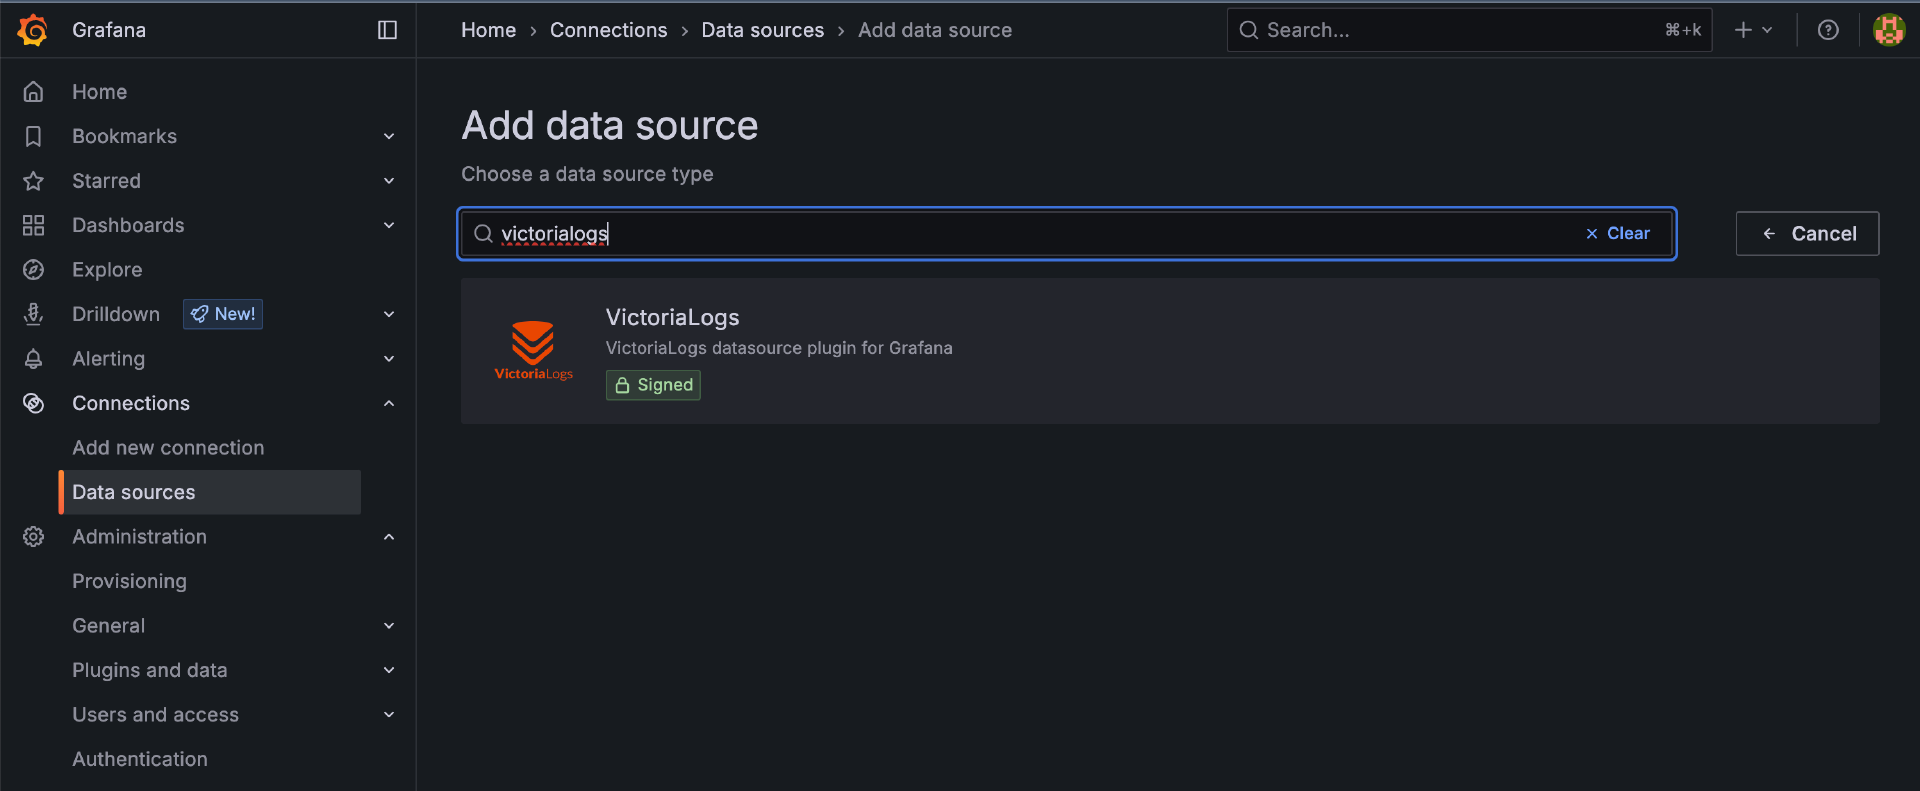 Grafana
Home
Bookmarks
Starred
Dashboards
Explore
Drilldown New!
Alerting
Connections
Add new connection
Data sources
Administration
Provisioning
General
Plugins and data
Users and access
Authentication
Home › Connections › Data sources › Add data source
Search... ⌘+k
Add data source
Choose a data source type
victorialogs Clear
Cancel
VictoriaLogs
VictoriaLogs
VictoriaLogs datasource plugin for Grafana
Signed